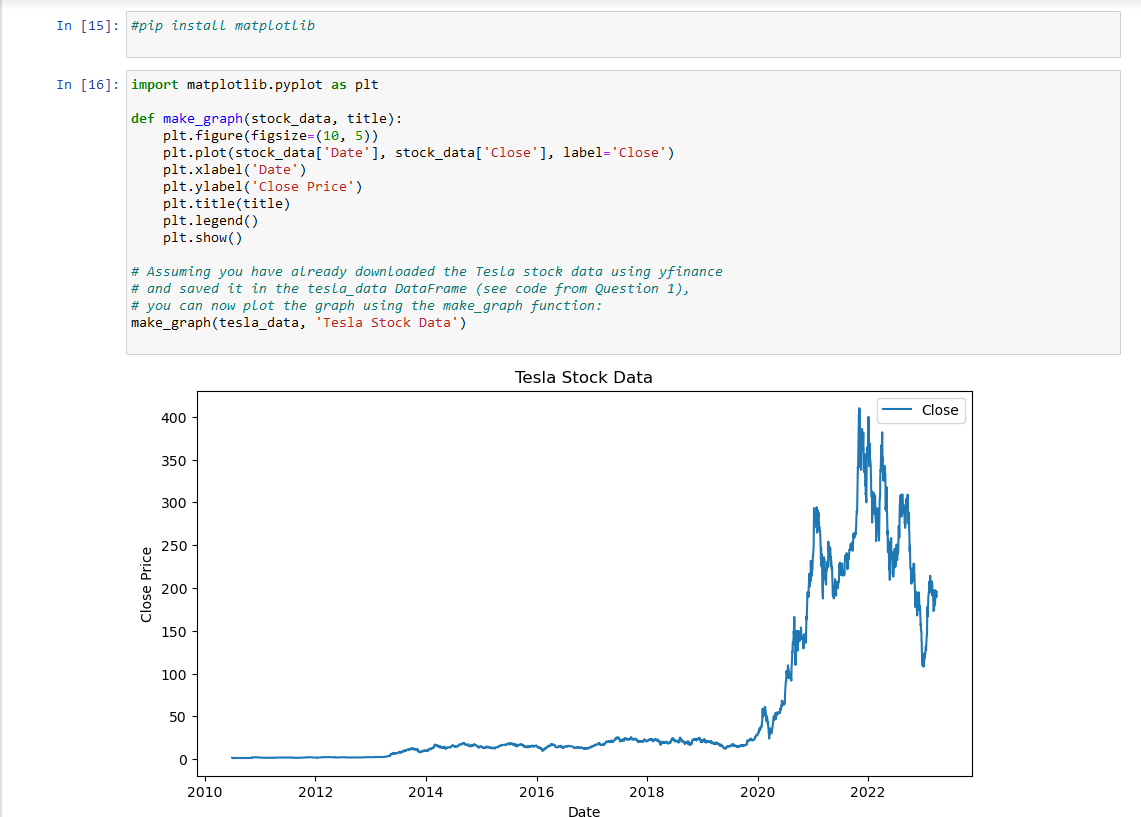 In [15]: #pip install matplotlib
In [16]: import matplotlib.pyplot as plt
def make_graph(stock_data, title):
    plt.figure(figsize=(10, 5))
    plt.plot(stock_data['Date'], stock_data['Close'], label='Close')
    plt.xlabel('Date')
    plt.ylabel('Close Price')
    plt.title(title)
    plt.legend()
    plt.show()
# Assuming you have already downloaded the Tesla stock data using yfinance
# and saved it in the tesla_data DataFrame (see code from Question 1),
# you can now plot the graph using the make_graph function:
make_graph(tesla_data, 'Tesla Stock Data')
Tesla Stock Data
Close
400
350
300
250
200
150
100
50
0
Close Price
2010 2012 2014 2016 2018 2020 2022
Date